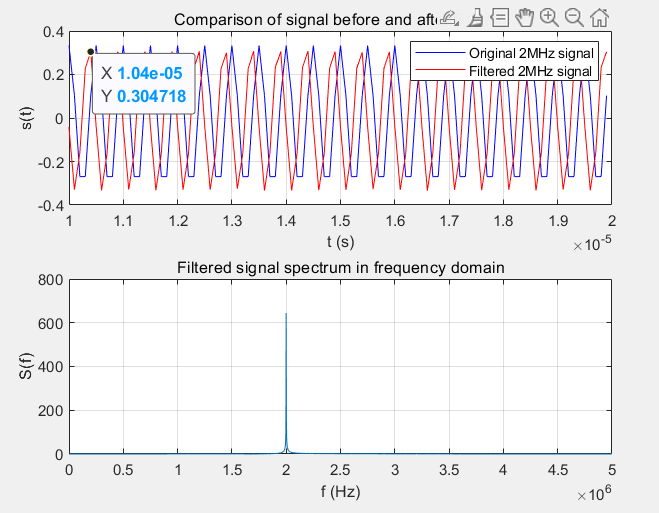 Comparison of signal before and afte
0.4
0.2
0
-0.2
-0.4
s(t)
Original 2MHz signal
Filtered 2MHz signal
X 1.04e-05
Y 0.304718
1 1.1 1.2 1.3 1.4 1.5 1.6 1.7 1.8 1.9 2
t (s)
×10-5
Filtered signal spectrum in frequency domain
800
600
400
200
0
S(f)
0 0.5 1 1.5 2 2.5 3 3.5 4 4.5 5
f (Hz)
×106